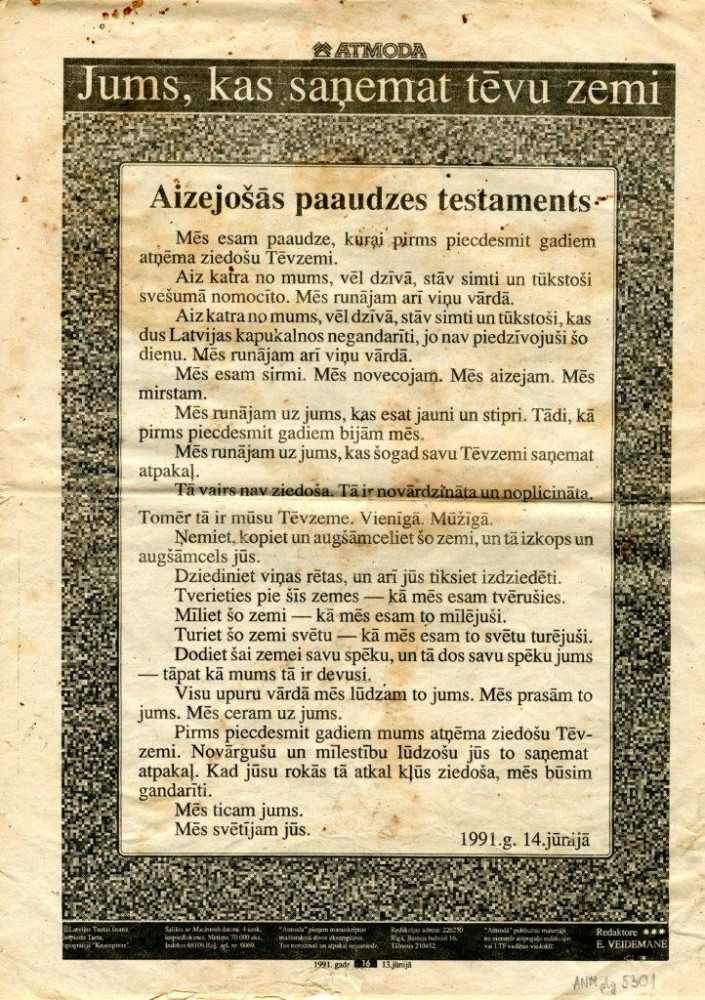 ATMODA
Jums, kas saņemat tēvu zemi
Aizejošās paaudzes testaments
Mēs esam paaudze, kurai pirms piecdesmit gadiem
atņēma ziedošu Tēvzemi.
Aiz katra no mums, vēl dzīvā, stāv simti un tūkstoši
svešumā nomocīto. Mēs runājam arī viņu vārdā.
Aiz katra no mums, vēl dzīvā, stāv simti un tūkstoši, kas
dus Latvijas kapukalnos negandarīti, jo nav piedzīvojuši šo
dienu. Mēs runājam arī viņu vārdā.
Mēs esam sirmi. Mēs novecojam. Mēs aizejam. Mēs
mirstam.
Mēs runājam uz jums, kas esat jauni un stipri. Tādi, kā
pirms piecdesmit gadiem bijām mēs.
Mēs runājam uz jums, kas šogad savu Tēvzemi saņemat
atpakaļ.
Tā vairs nav ziedoša. Tā ir novārdzināta un noplicināta.
Tomēr tā ir mūsu Tēvzeme. Vienīgā. Mūžīgā.
Ņemiet, kopiet un augšāmceliet šo zemi, un tā izkops un
augšāmcels jūs.
Dziediniet viņas rētas, un arī jūs tiksiet izdziedēti.
Tverieties pie šīs zemes — kā mēs esam tvērušies.
Mīliet šo zemi — kā mēs esam to mīlējuši.
Turiet šo zemi svētu — kā mēs esam to svētu turējuši.
Dodiet šai zemei savu spēku, un tā dos savu spēku jums
— tāpat kā mums tā ir devusi.
Visu upuru vārdā mēs lūdzam to jums. Mēs prasām to
jums. Mēs ceram uz jums.
Pirms piecdesmit gadiem mums atņēma ziedošu Tēv-
zemi. Novārgušu un mīlestību lūdzošu jūs to saņemat
atpakaļ. Kad jūsu rokās tā atkal kļūs ziedoša, mēs būsim
gandarīti.
Mēs ticam jums.
Mēs svētījam jūs.
1991.g. 14.jūnijā
Redaktore ***
E. VEIDEMANE
1991. gada 16 13.jūnijā
ANM plg 5301